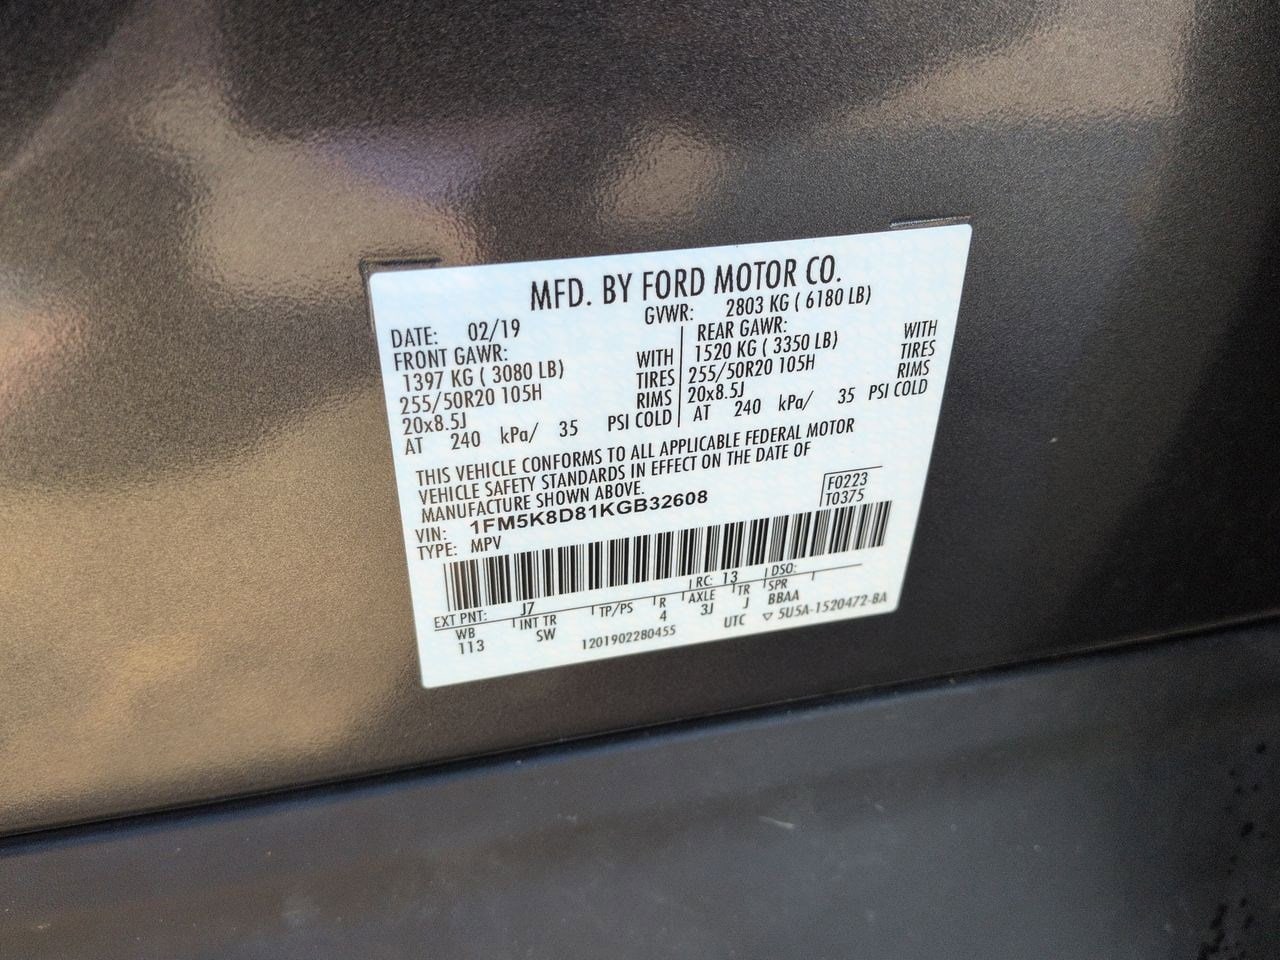 MFD. BY FORD MOTOR CO.
DATE: 02/19 GVWR: 2803 KG ( 6180 LB)
FRONT GAWR: REAR GAWR:
1397 KG ( 3080 LB) WITH 1520 KG ( 3350 LB) WITH
255/50R20 105H TIRES 255/50R20 105H TIRES
20x8.5J RIMS 20x8.5J RIMS
AT 240 kPa/ 35 PSI COLD AT 240 kPa/ 35 PSI COLD
THIS VEHICLE CONFORMS TO ALL APPLICABLE FEDERAL MOTOR
VEHICLE SAFETY STANDARDS IN EFFECT ON THE DATE OF
MANUFACTURE SHOWN ABOVE.
VIN: 1FM5K8D81KGB32608 F0223
TYPE: MPV T0375
EXT PNT: J7 RC: 13 DSO:
WB INT TR TP/PS R AXLE TR SPR
113 SW 4 3J J BBAA
1201902280455 UTC ▽ 5U5A-1520472-BA